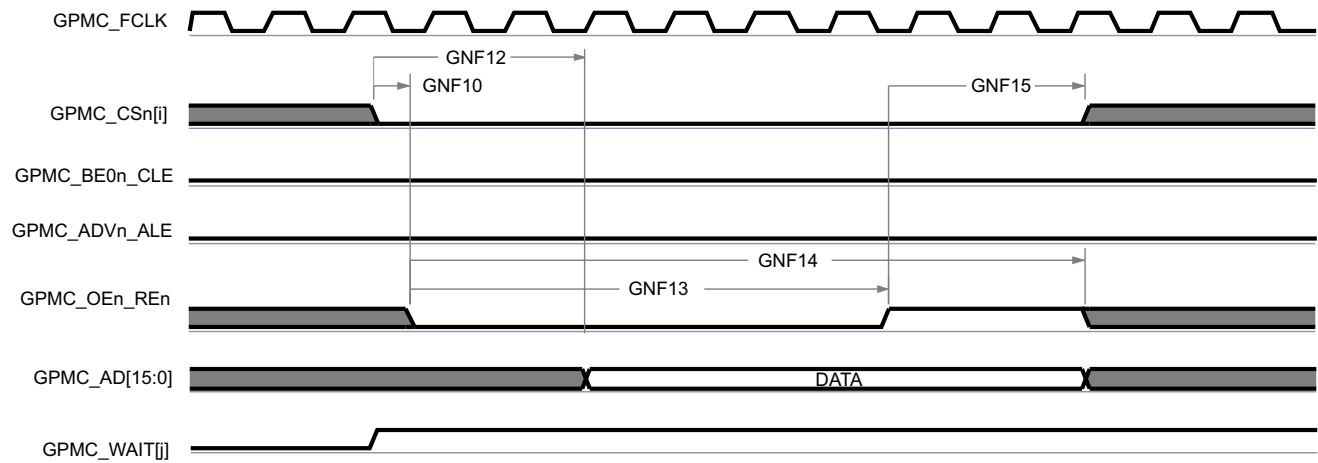 GPMC_FCLK
GNF12
GNF10
GNF15
GPMC_CSn[i]
GPMC_BE0n_CLE
GPMC_ADVn_ALE
GNF14
GNF13
GPMC_OEn_REn
GPMC_AD[15:0]
DATA
GPMC_WAIT[j]